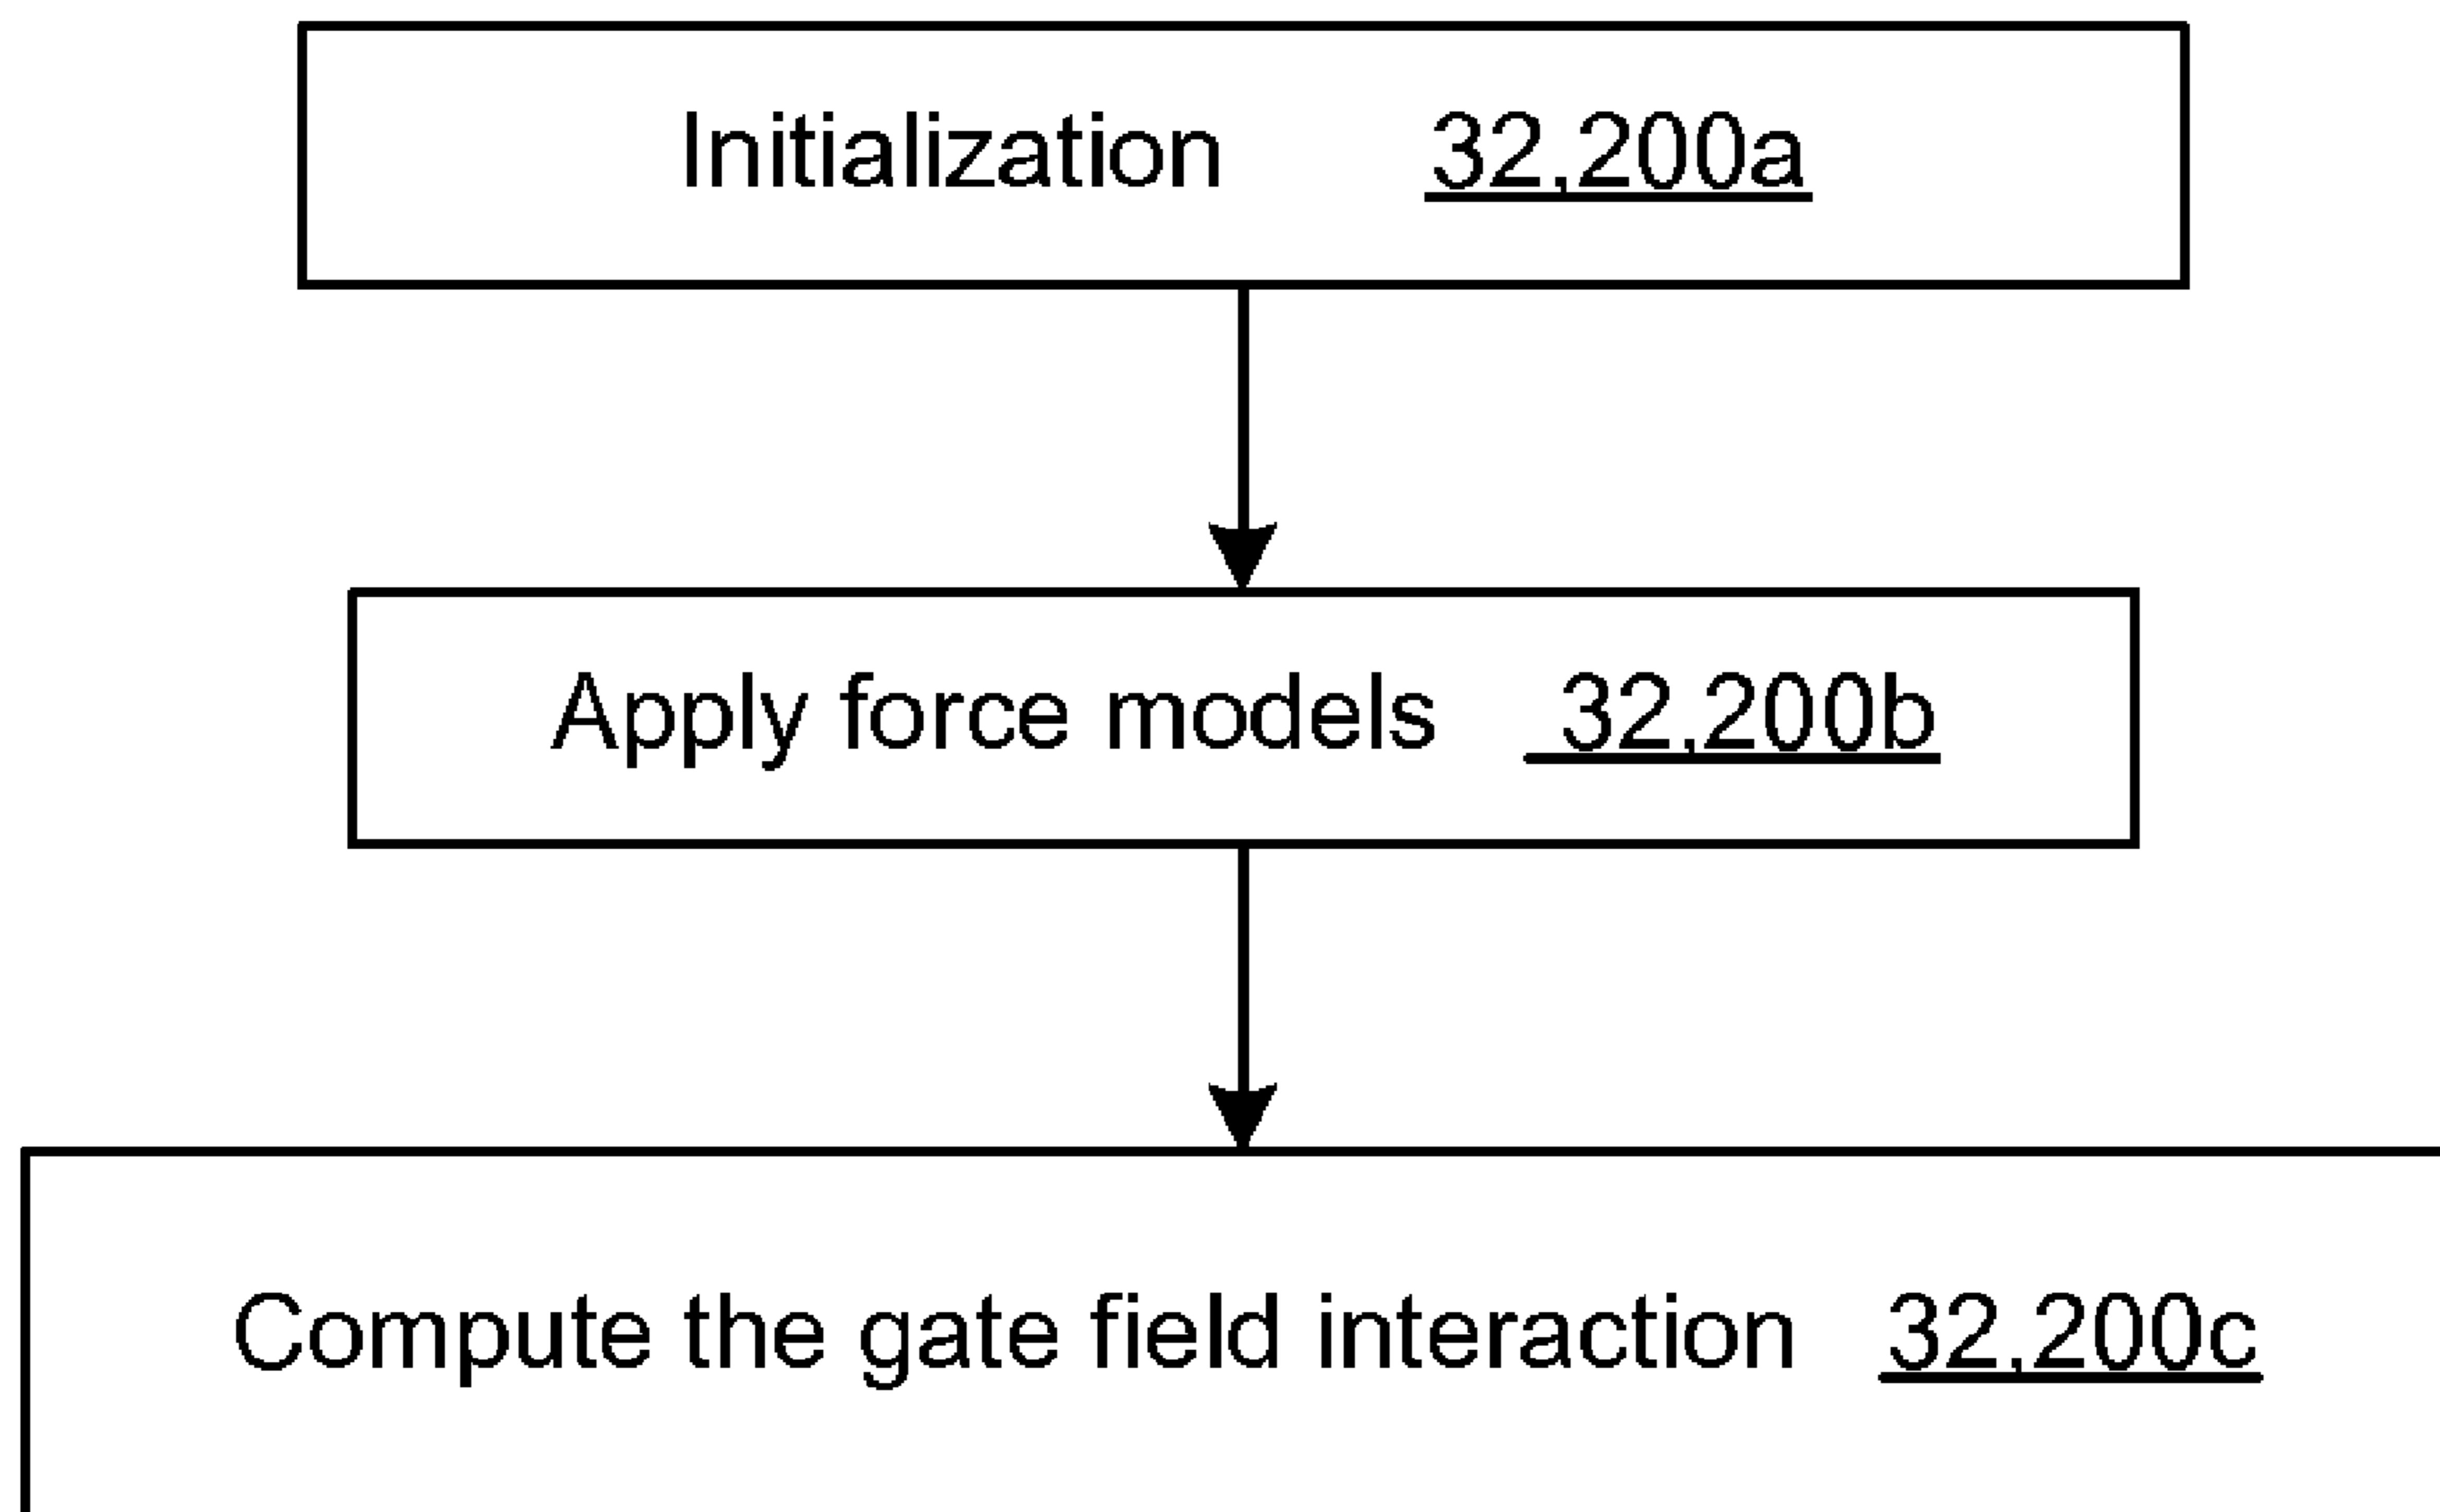 Initialization 32,200a
Apply force models 32,200b
Compute the gate field interaction 32,200c